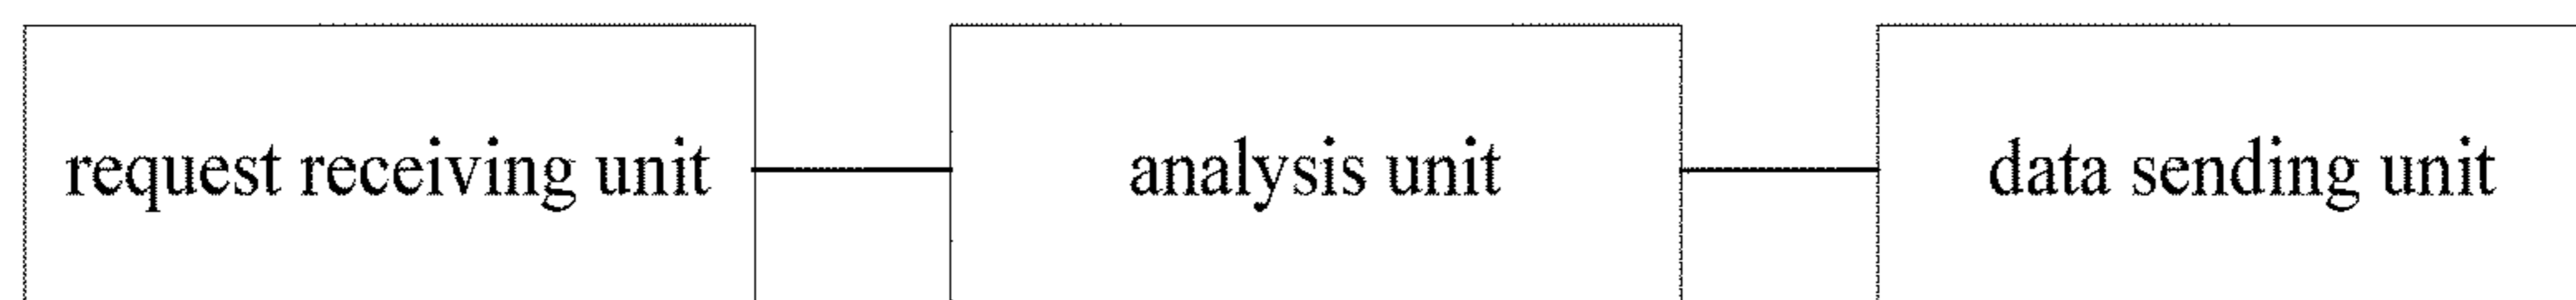 request receiving unit
analysis unit
data sending unit